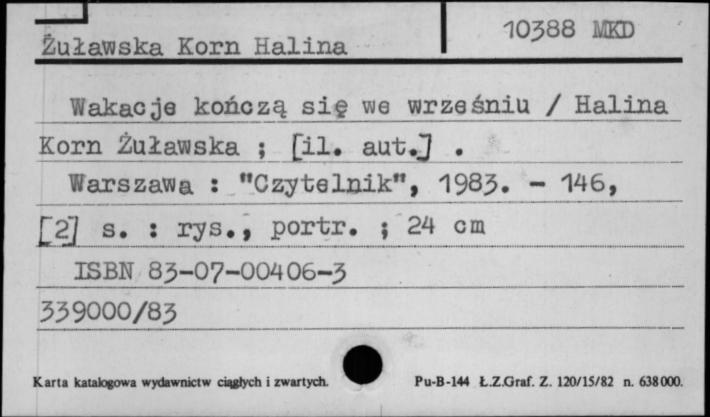 10388 MKD
Żuławska Korn Halina
Wakacje kończą się we wrześniu / Halina
Korn Żuławska ; [il. aut.] .
Warszawa : "Czytelnik", 1983. - 146,
[2] s. : rys., portr. ; 24 cm
ISBN 83-07-00406-3
339000/83
Karta katalogowa wydawnictw ciągłych i zwartych.
Pu-B-144 Ł.Z.Graf. Z. 120/15/82 n. 638000.